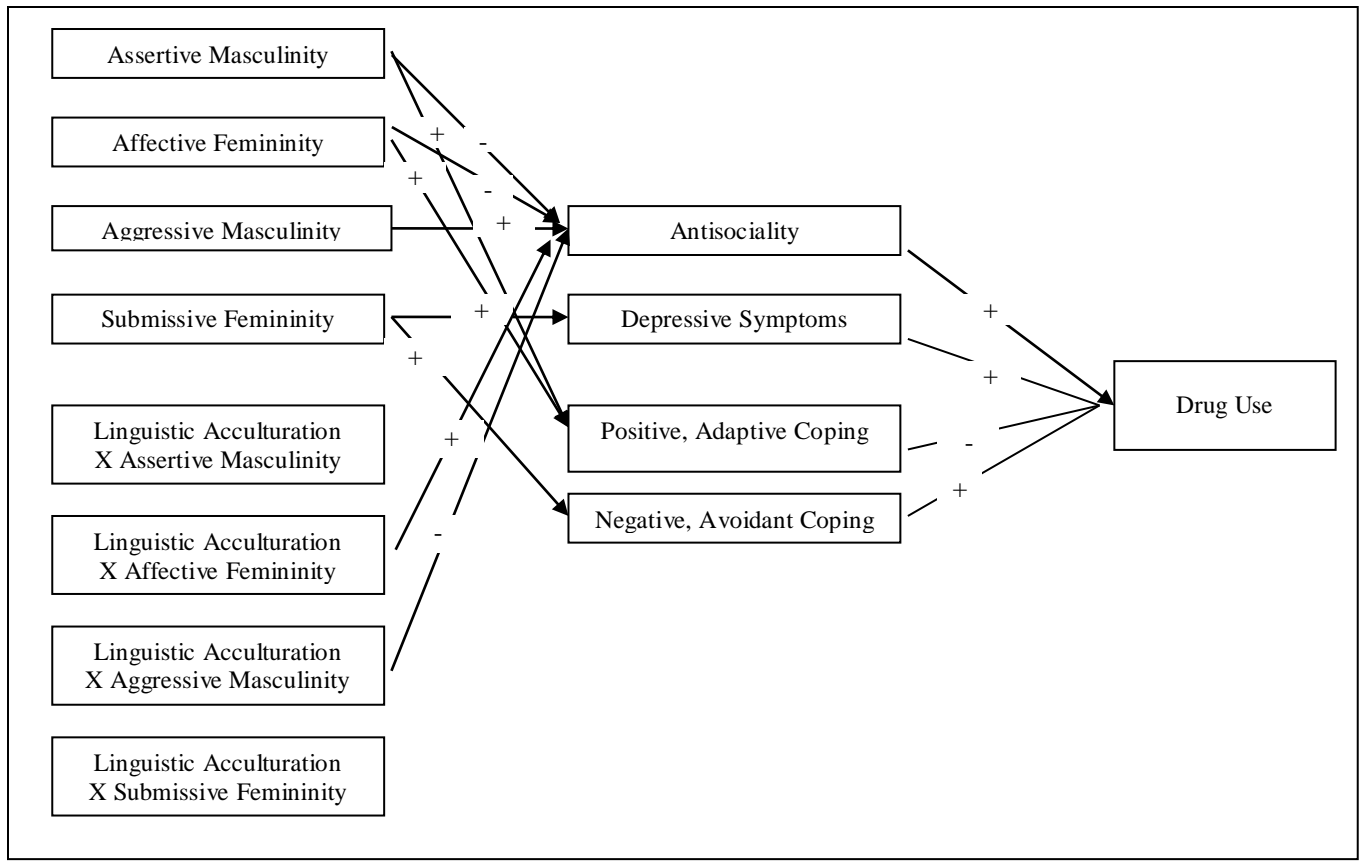 Assertive Masculinity
Affective Femininity
Aggressive Masculinity
Submissive Femininity
Linguistic Acculturation
X Assertive Masculinity
Linguistic Acculturation
X Affective Femininity
Linguistic Acculturation
X Aggressive Masculinity
Linguistic Acculturation
X Submissive Femininity
+
-
+
-
+
+
+
+
-
Antisociality
Depressive Symptoms
Positive, Adaptive Coping
Negative, Avoidant Coping
+
+
-
+
Drug Use